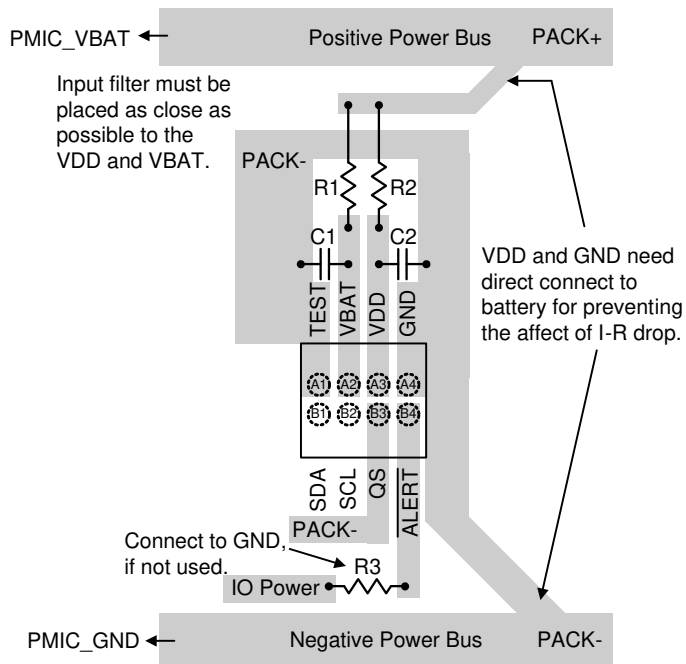 PMIC_VBAT
Positive Power Bus
PACK+
Input filter must be
placed as close as
possible to the
VDD and VBAT.
PACK-
R1
R2
C1
C2
VDD and GND need
direct connect to
battery for preventing
the affect of I-R drop.
TEST
VBAT
VDD
GND
A1
A2
A3
A4
B1
B2
B3
B4
SDA
SCL
QS
ALERT
PACK-
Connect to GND,
if not used.
R3
IO Power
PMIC_GND
Negative Power Bus
PACK-